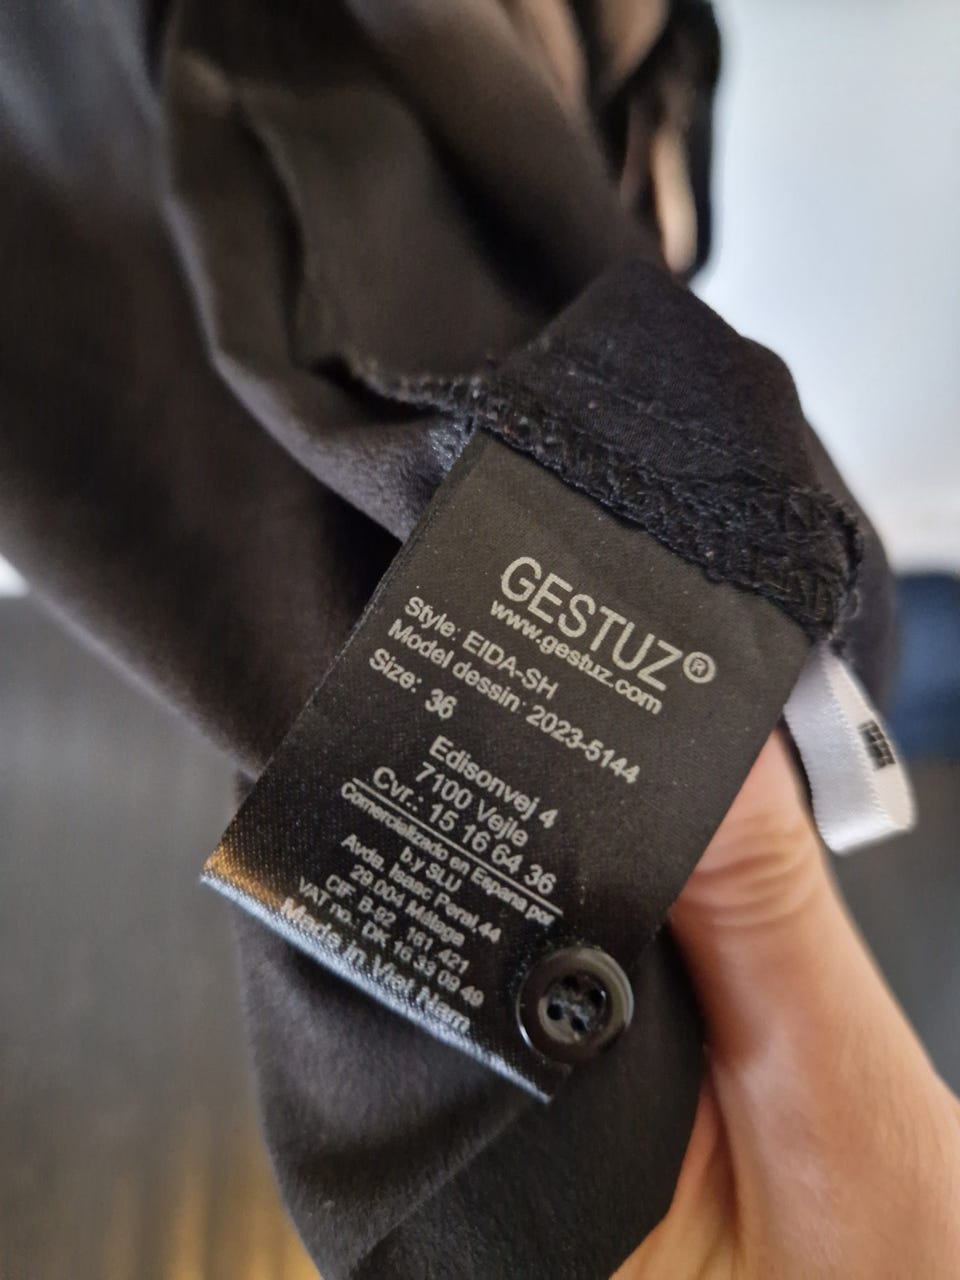 GESTUZ®
www.gestuz.com
Style: EIDA-SH
Model dessin: 2023-5144
Size: 36
Edisonvej 4
7100 Vejle
Cvr.: 15 16 64 36
Comercializado en Espana por
b.y SLU
Avda. Isaac Peral,44
29.004 Málaga
CIF. B-92 161 421
VAT no.: DK 16 39 09 49
Made in Viet Nam